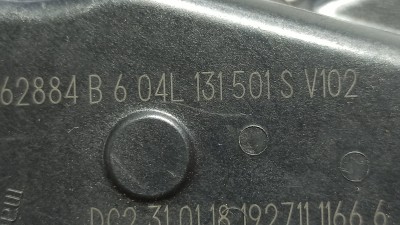 62884 B 6 04L 131 501 S V102
DC2 31.01.18 192711 1166 6